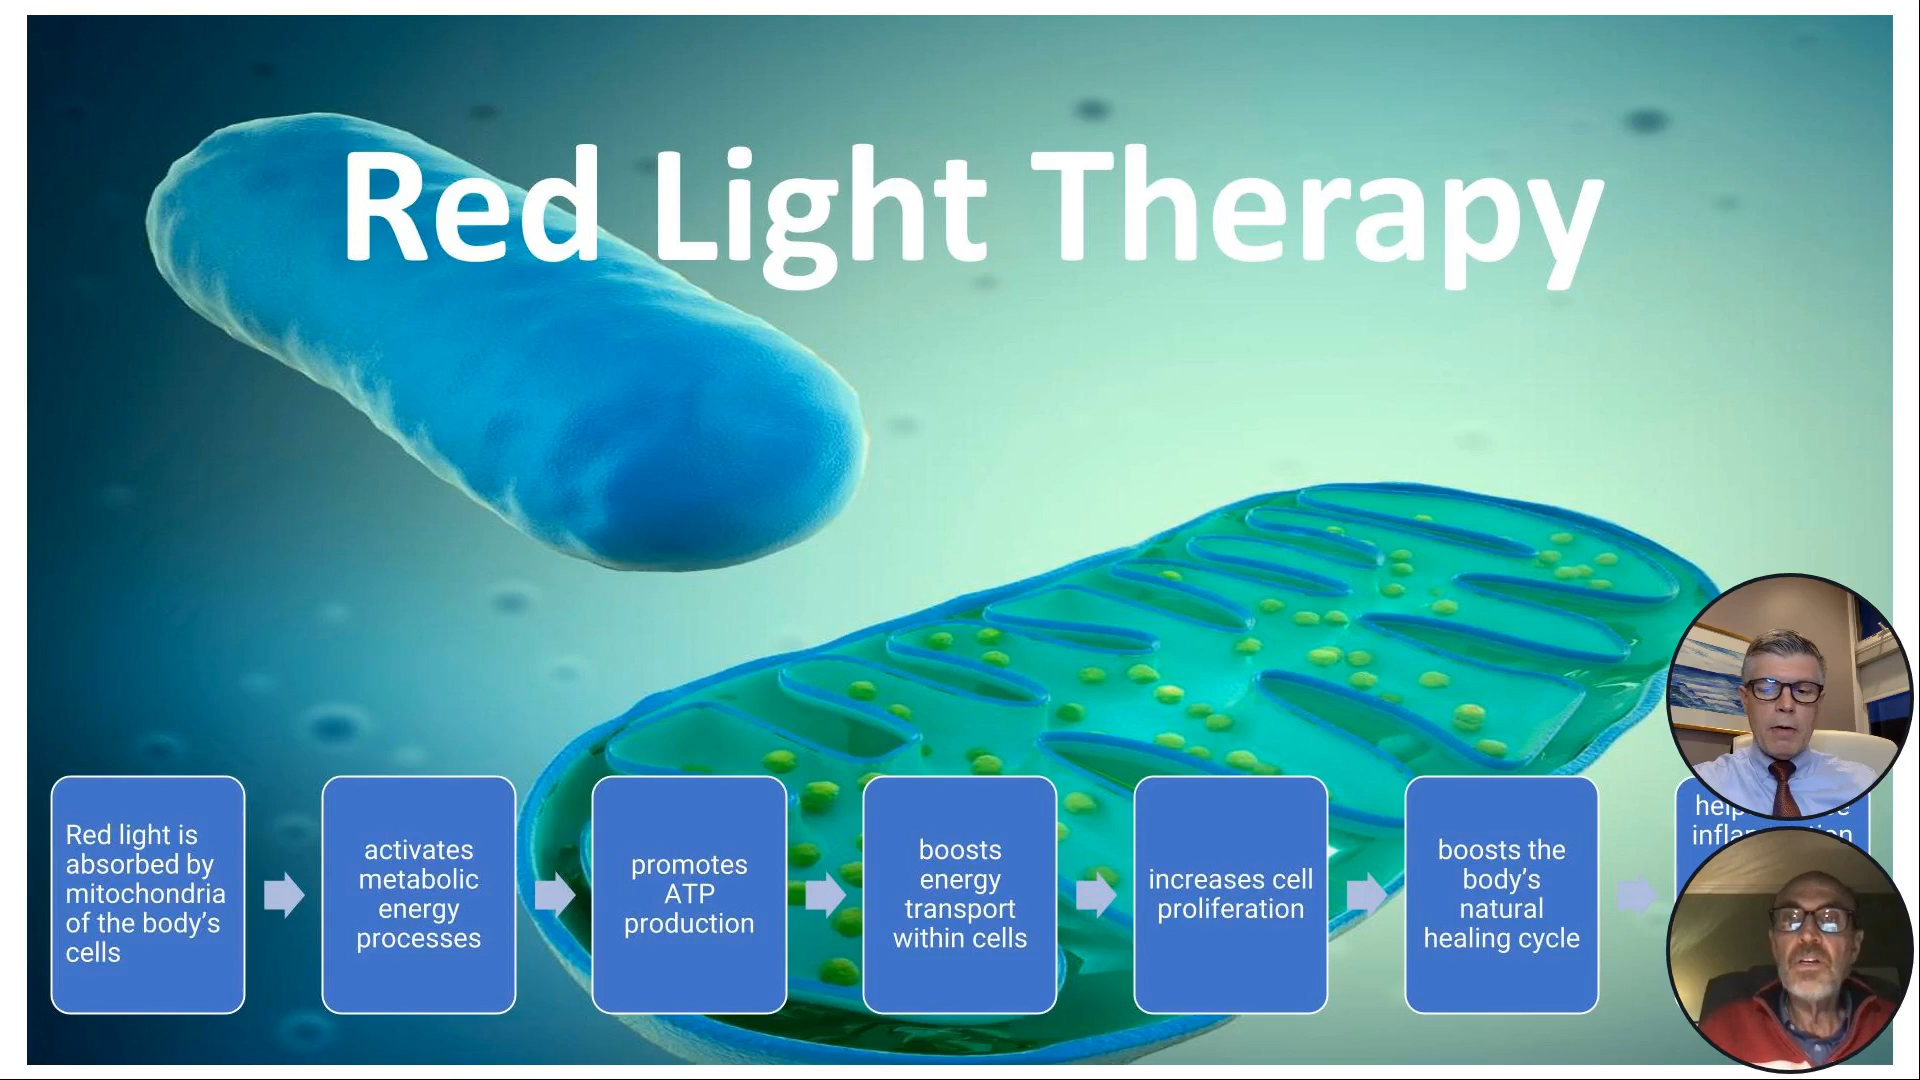 Red Light Therapy
Red light is
absorbed by
mitochondria
of the body’s
cells
activates
metabolic
energy
processes
promotes
ATP
production
boosts
energy
transport
within cells
increases cell
proliferation
boosts the
body’s
natural
healing cycle